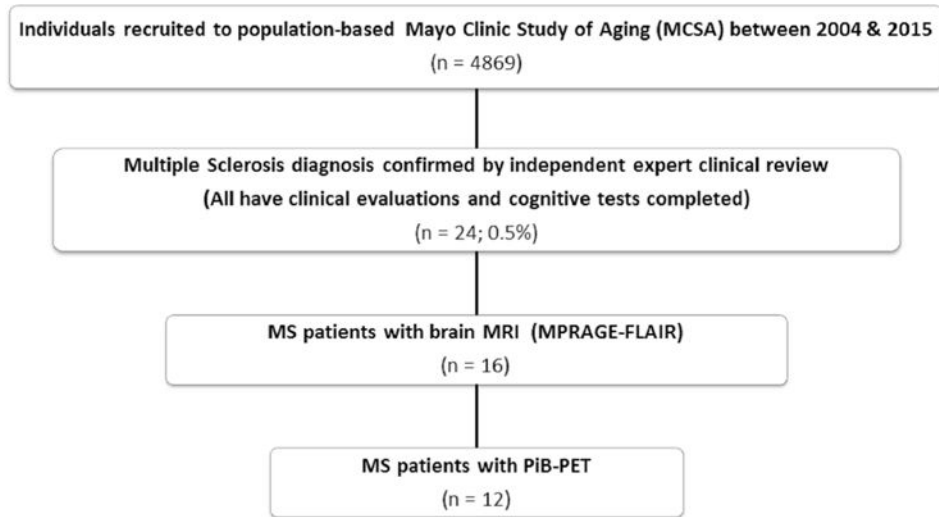 Individuals recruited to population-based Mayo Clinic Study of Aging (MCSA) between 2004 & 2015
(n = 4869)
Multiple Sclerosis diagnosis confirmed by independent expert clinical review
(All have clinical evaluations and cognitive tests completed)
(n = 24; 0.5%)
MS patients with brain MRI (MPRAGE-FLAIR)
(n = 16)
MS patients with PiB-PET
(n = 12)